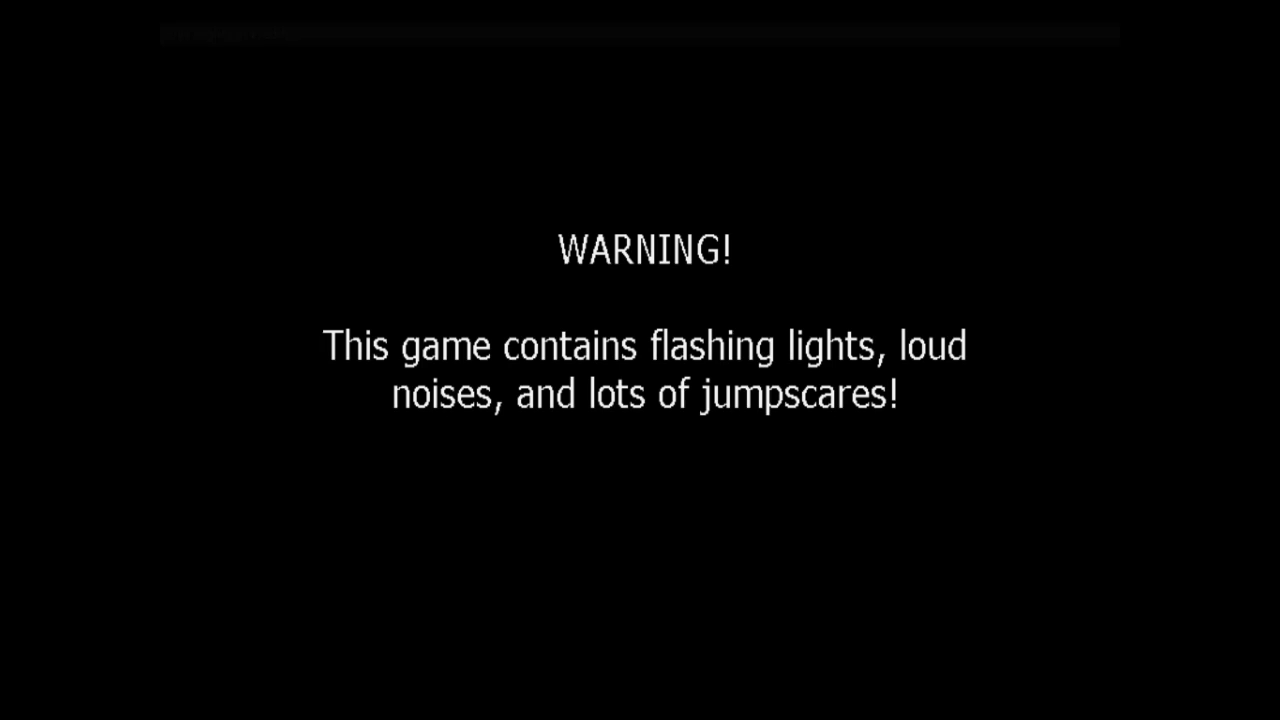 WARNING!
This game contains flashing lights, loud
noises, and lots of jumpscares!